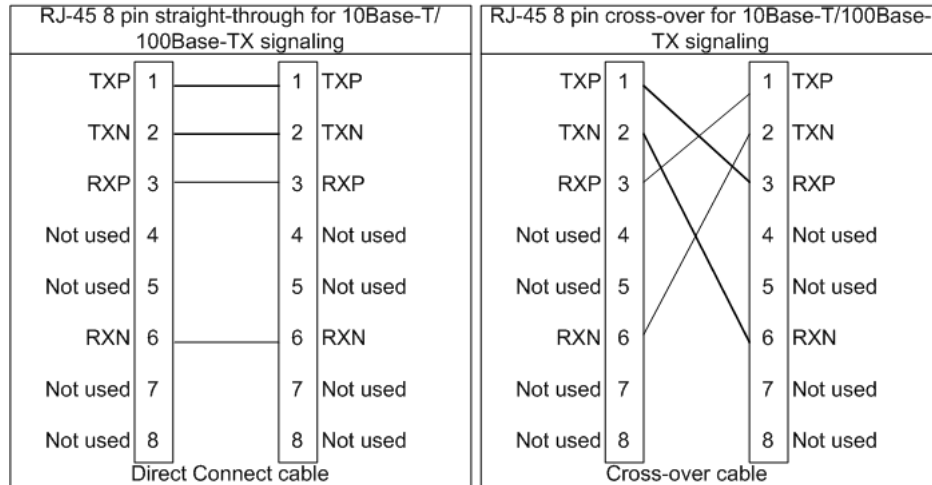 RJ-45 8 pin straight-through for 10Base-T/
100Base-TX signaling
TXP 1 1 TXP
TXN 2 2 TXN
RXP 3 3 RXP
Not used 4 4 Not used
Not used 5 5 Not used
RXN 6 6 RXN
Not used 7 7 Not used
Not used 8 8 Not used
Direct Connect cable
RJ-45 8 pin cross-over for 10Base-T/100Base-
TX signaling
TXP 1 1 TXP
TXN 2 2 TXN
RXP 3 3 RXP
Not used 4 4 Not used
Not used 5 5 Not used
RXN 6 6 RXN
Not used 7 7 Not used
Not used 8 8 Not used
Cross-over cable